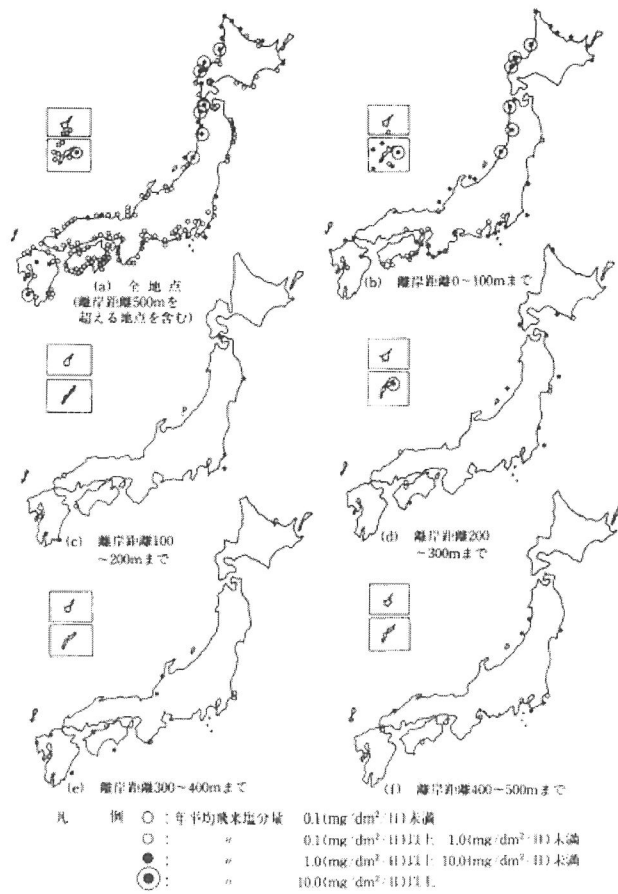 (a) 全地点
(離岸距離500mを
超える地点を含む)
(b) 離岸距離0～100mまで
(c) 離岸距離100
～200mまで
(d) 離岸距離200
～300mまで
(e) 離岸距離300～400mまで
(f) 離岸距離400～500mまで
凡例 ○ : 年平均飛来塩分量 0.1(mg/dm²/日)未満
○ : 〃 0.1(mg/dm²/日)以上 1.0(mg/dm²/日)未満
● : 〃 1.0(mg/dm²/日)以上 10.0(mg/dm²/日)未満
: 〃 10.0(mg/dm²/日)以上